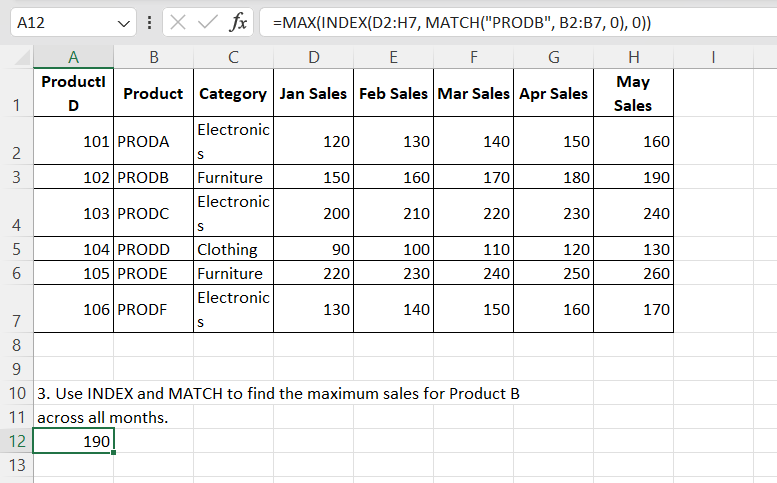 A12 fx =MAX(INDEX(D2:H7, MATCH("PRODB", B2:B7, 0), 0))
A B C D E F G H I
1 ProductI
D Product Category Jan Sales Feb Sales Mar Sales Apr Sales May
Sales
2 101 PRODA Electronic
s 120 130 140 150 160
3 102 PRODB Furniture 150 160 170 180 190
4 103 PRODC Electronic
s 200 210 220 230 240
5 104 PRODD Clothing 90 100 110 120 130
6 105 PRODE Furniture 220 230 240 250 260
7 106 PRODF Electronic
s 130 140 150 160 170
8
9
10 3. Use INDEX and MATCH to find the maximum sales for Product B
11 across all months.
12 190
13